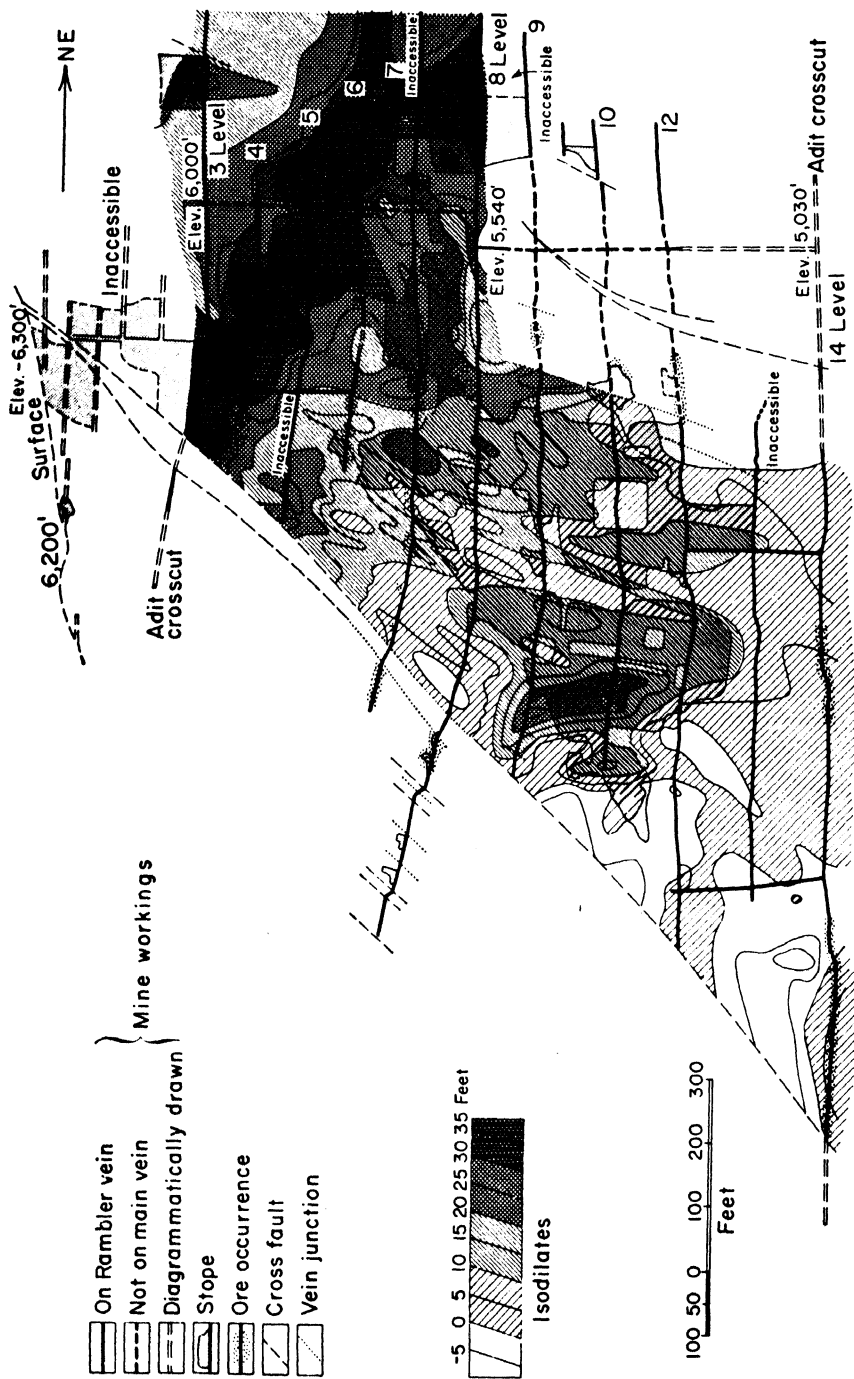 On Rambler vein
Not on main vein
Diagrammatically drawn
Mine workings
Stope
Ore occurrence
Cross fault
Vein junction
Elev. -6,300'
Surface
6,200'
Inaccessible
NE
Adit
crosscut
Elev. 6,000'
3 Level
4
5
6
7
Inaccessible
Inaccessible
8 Level
Elev. 5,540'
9
Inaccessible
10
12
Inaccessible
Elev. 5,030'
14 Level
Adit crosscut
-5 0 5 10 15 20 25 30 35 Feet
Isodilates
100 50 0 100 200 300
Feet